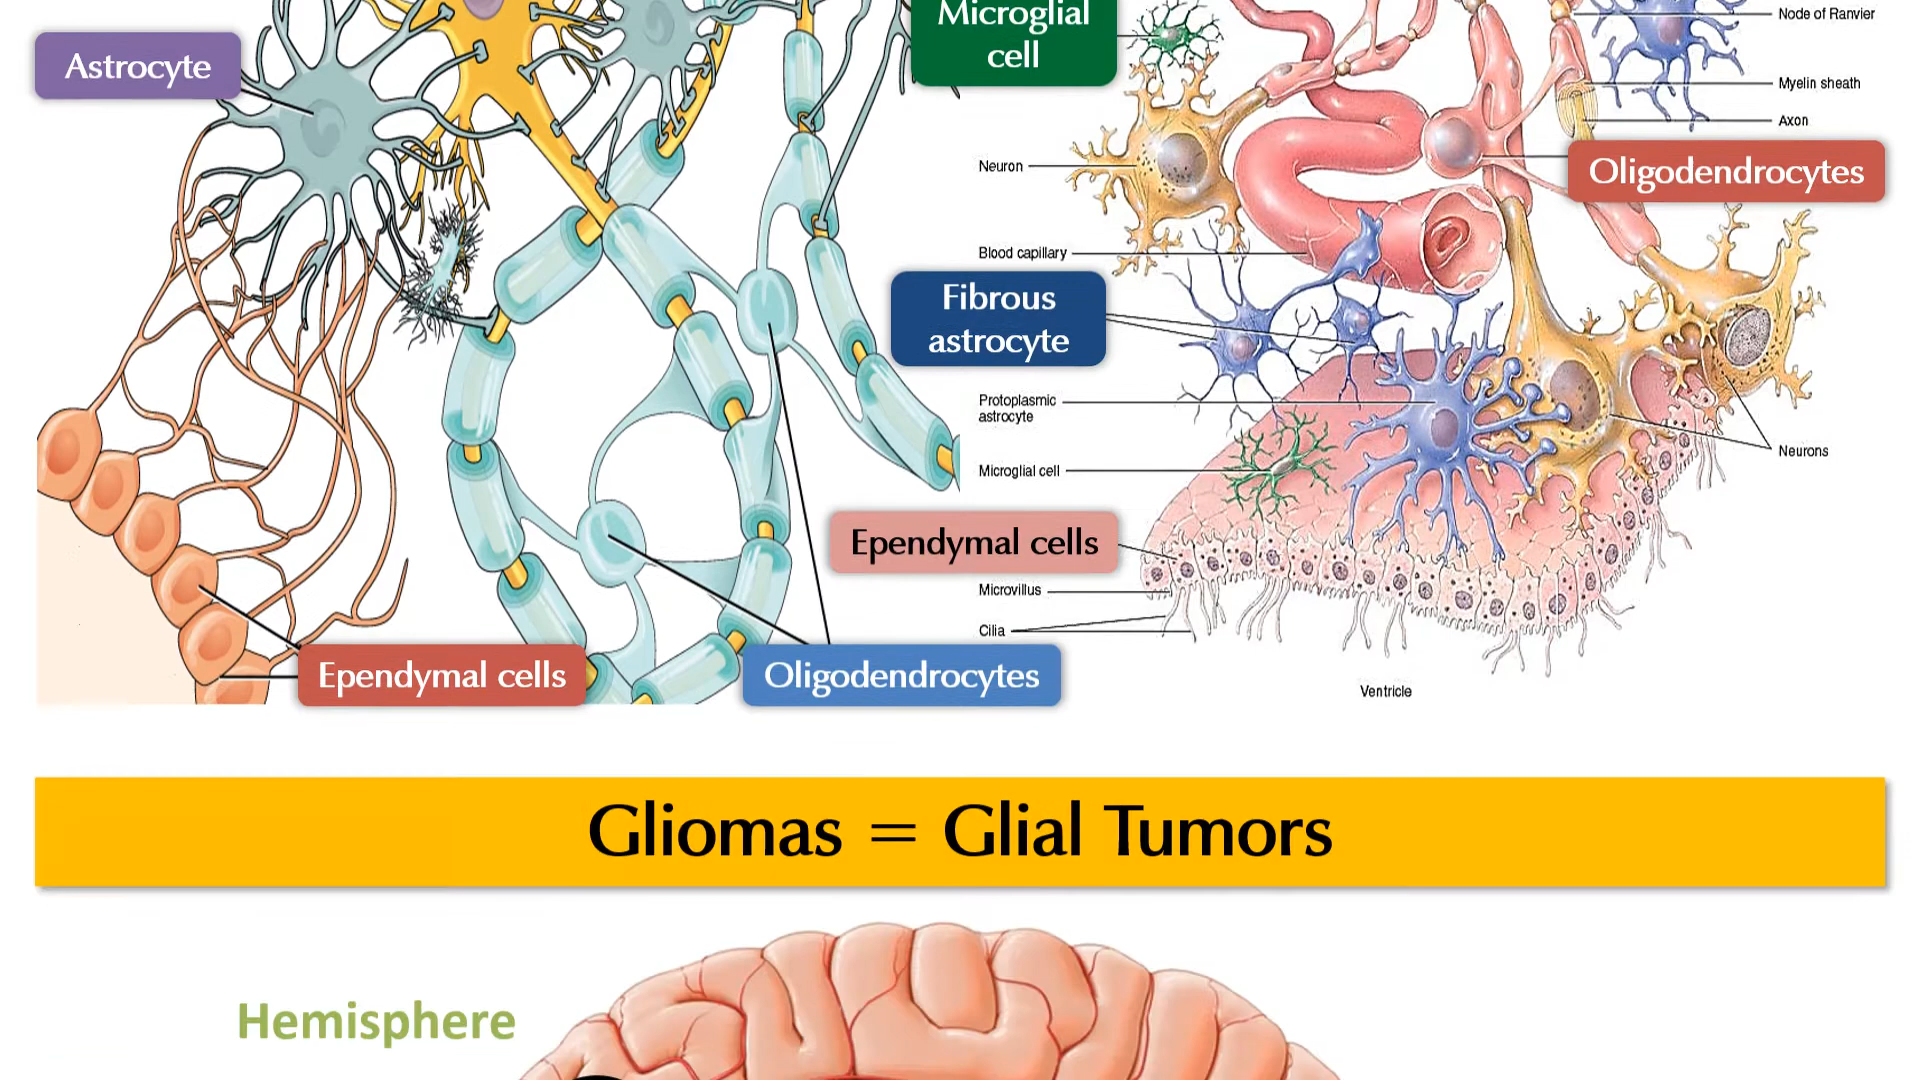 Astrocyte
Ependymal cells
Oligodendrocytes
Microglial
cell
Neuron
Blood capillary
Fibrous
astrocyte
Protoplasmic
astrocyte
Microglial cell
Ependymal cells
Microvillus
Cilia
Ventricle
Node of Ranvier
Myelin sheath
Axon
Oligodendrocytes
Neurons
Gliomas = Glial Tumors
Hemisphere